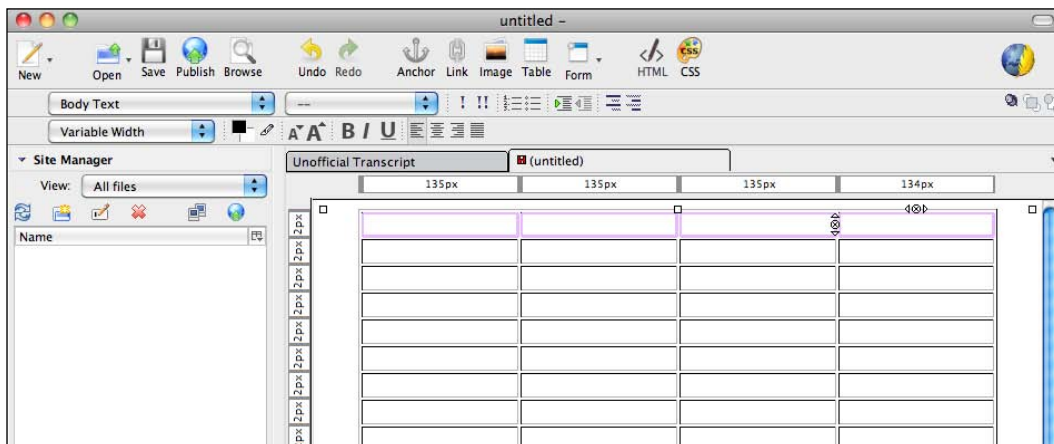 untitled –
New Open Save Publish Browse Undo Redo Anchor Link Image Table Form HTML CSS
Body Text -- ! !!
Variable Width A A B I U
Site Manager Unofficial Transcript (untitled)
View: All files 135px 135px 135px 134px
Name
2px
2px
2px
2px
2px
2px
2px
2px
px